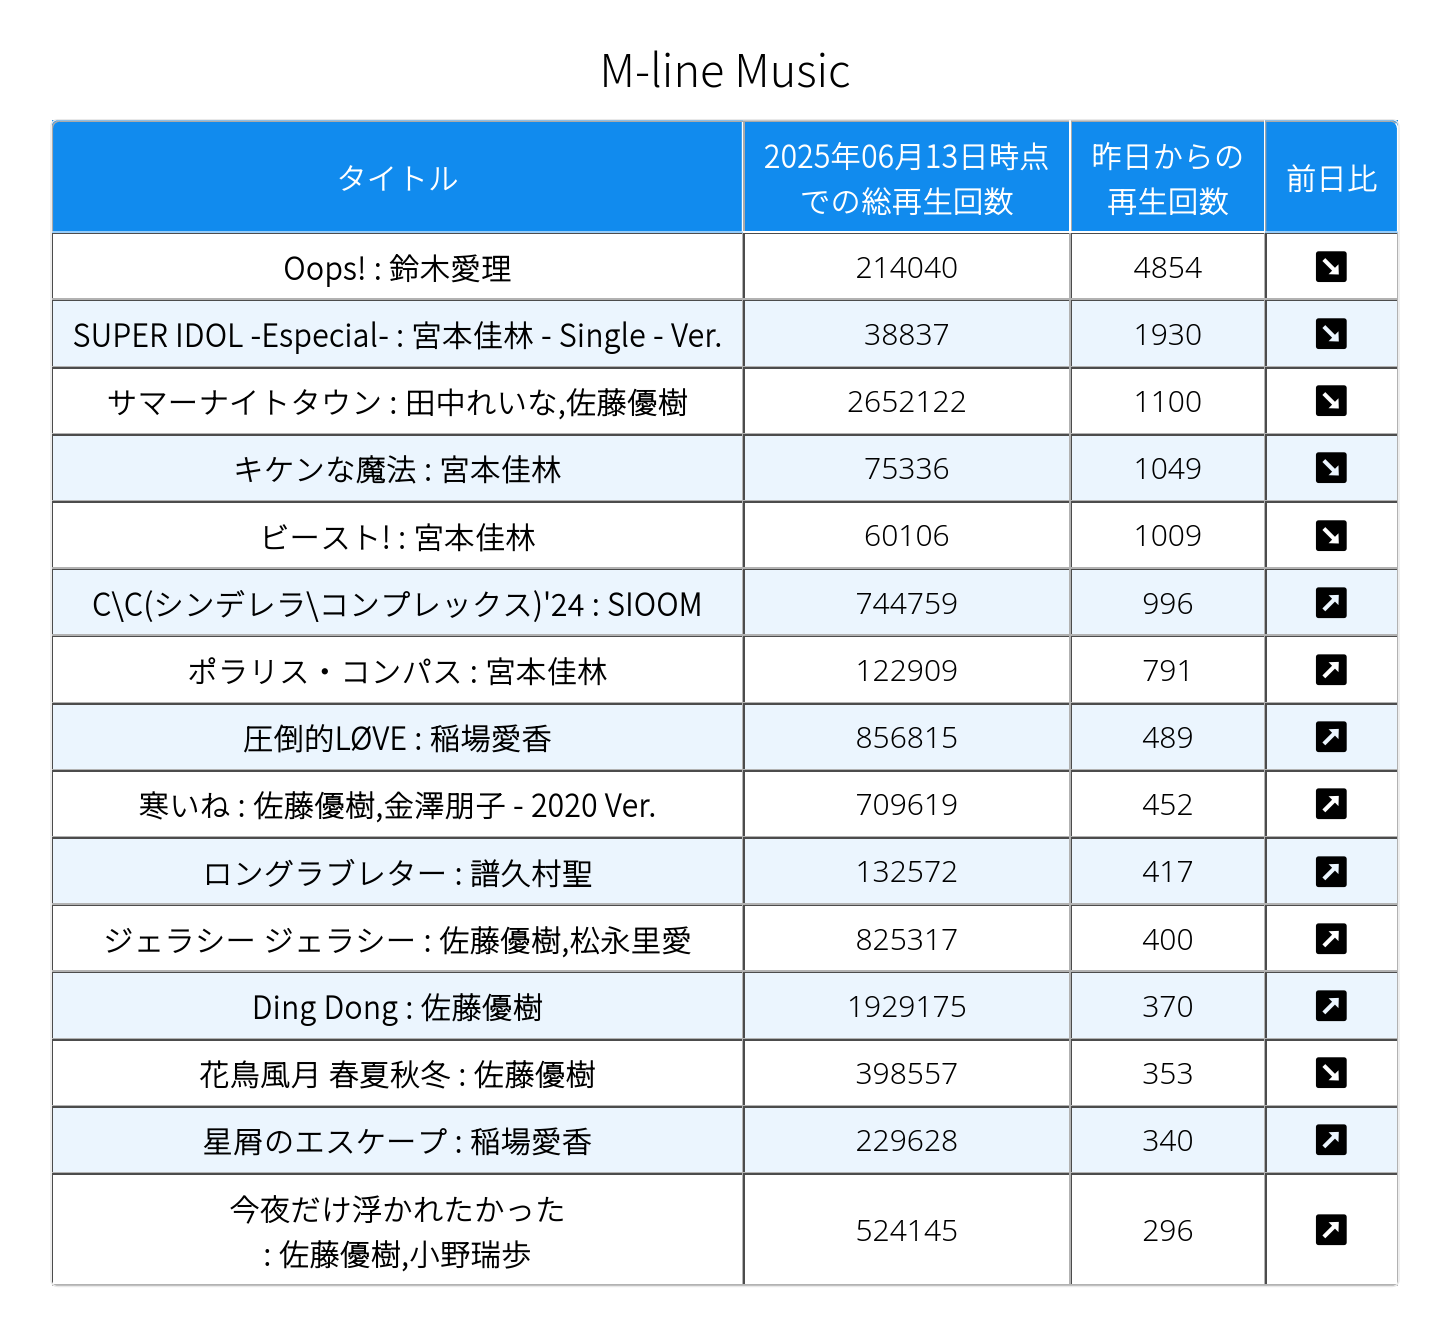 M-line Music
タイトル
2025年06月13日時点
での総再生回数
昨日からの
再生回数
前日比
Oops! : 鈴木愛理 214040 4854 ↘
SUPER IDOL -Especial- : 宮本佳林 - Single - Ver. 38837 1930 ↘
サマーナイトタウン : 田中れいな,佐藤優樹 2652122 1100 ↘
キケンな魔法 : 宮本佳林 75336 1049 ↘
ビースト! : 宮本佳林 60106 1009 ↘
C\C(シンデレラ\コンプレックス)'24 : SIOOM 744759 996 ↗
ポラリス・コンパス : 宮本佳林 122909 791 ↗
圧倒的LØVE : 稲場愛香 856815 489 ↗
寒いね : 佐藤優樹,金澤朋子 - 2020 Ver. 709619 452 ↗
ロングラブレター : 譜久村聖 132572 417 ↗
ジェラシー ジェラシー : 佐藤優樹,松永里愛 825317 400 ↗
Ding Dong : 佐藤優樹 1929175 370 ↗
花鳥風月 春夏秋冬 : 佐藤優樹 398557 353 ↘
星屑のエスケープ : 稲場愛香 229628 340 ↗
今夜だけ浮かれたかった
: 佐藤優樹,小野瑞歩 524145 296 ↗